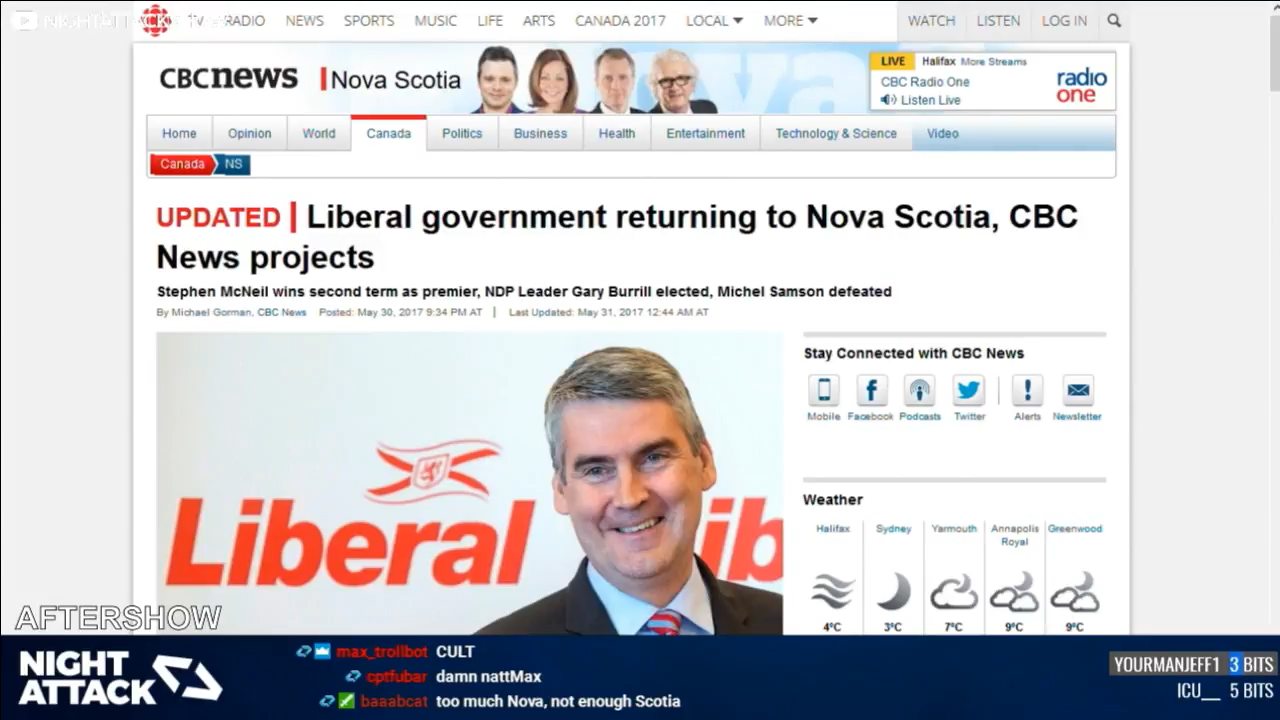 NIGHTATTACK
TV RADIO NEWS SPORTS MUSIC LIFE ARTS CANADA 2017 LOCAL MORE WATCH LISTEN LOG IN
CBCnews Nova Scotia
LIVE Halifax More Streams
CBC Radio One
Listen Live
radio
one
Home Opinion World Canada Politics Business Health Entertainment Technology & Science Video
Canada NS
UPDATED | Liberal government returning to Nova Scotia, CBC
News projects
Stephen McNeil wins second term as premier, NDP Leader Gary Burrill elected, Michel Samson defeated
By Michael Gorman, CBC News Posted: May 30, 2017 9:34 PM AT | Last Updated: May 31, 2017 12:44 AM AT
Liberal
lib
Stay Connected with CBC News
Mobile Facebook Podcasts Twitter Alerts Newsletter
Weather
Halifax Sydney Yarmouth Annapolis Royal Greenwood
4°C 3°C 7°C 9°C 9°C
AFTERSHOW
NIGHT
ATTACK
max_trollbot CULT
cptfubar damn nattMax
baaabcat too much Nova, not enough Scotia
YOURMANJEFF1 3 BITS
ICU__ 5 BITS